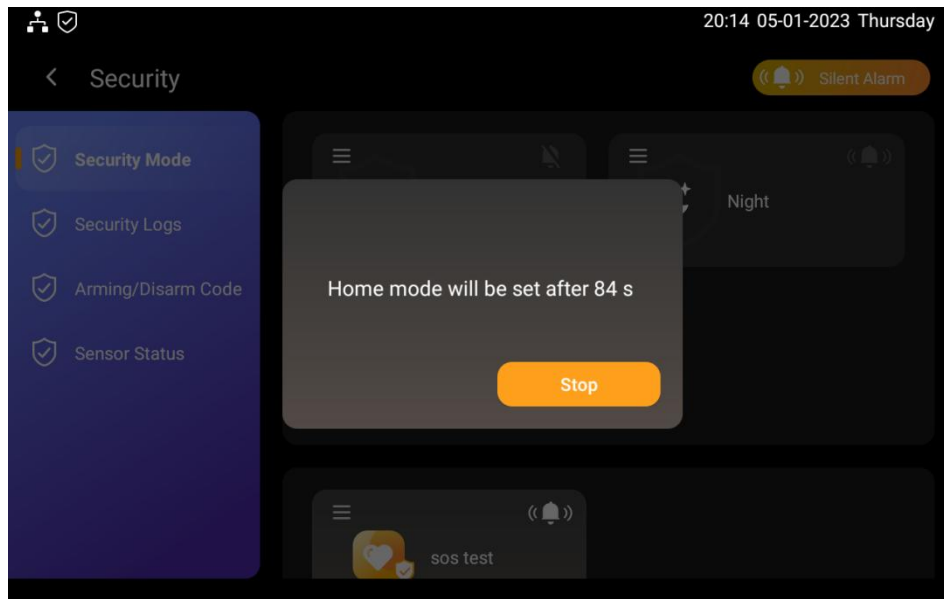 20:14 05-01-2023 Thursday
Security
Silent Alarm
Security Mode
Security Logs
Arming/Disarm Code
Sensor Status
Night
Home mode will be set after 84 s
Stop
sos test